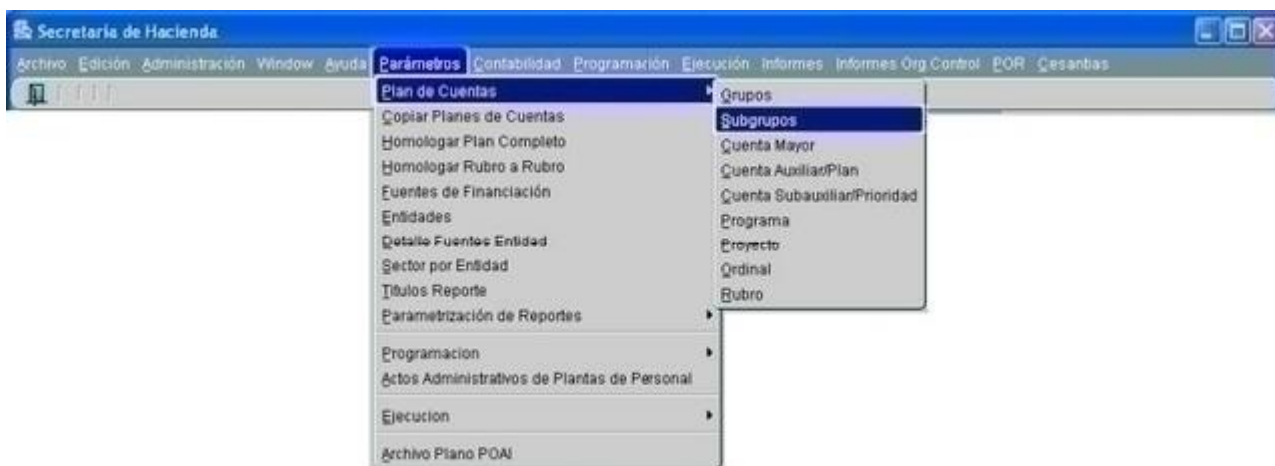 Secretaría de Hacienda
Archivo Edición Administración Window Ayuda Parámetros Contabilidad Programación Ejecución Informes Informes Org.Control POR Cesantias
Plan de Cuentas
Copiar Planes de Cuentas
Homologar Plan Completo
Homologar Rubro a Rubro
Fuentes de Financiación
Entidades
Detalle Fuentes Entidad
Sector por Entidad
Titulos Reporte
Parametrización de Reportes
Programacion
Actos Administrativos de Plantas de Personal
Ejecucion
Archivo Plano POAI
Grupos
Subgrupos
Cuenta Mayor
Cuenta Auxiliar/Plan
Cuenta Subauxiliar/Prioridad
Programa
Proyecto
Ordinal
Rubro